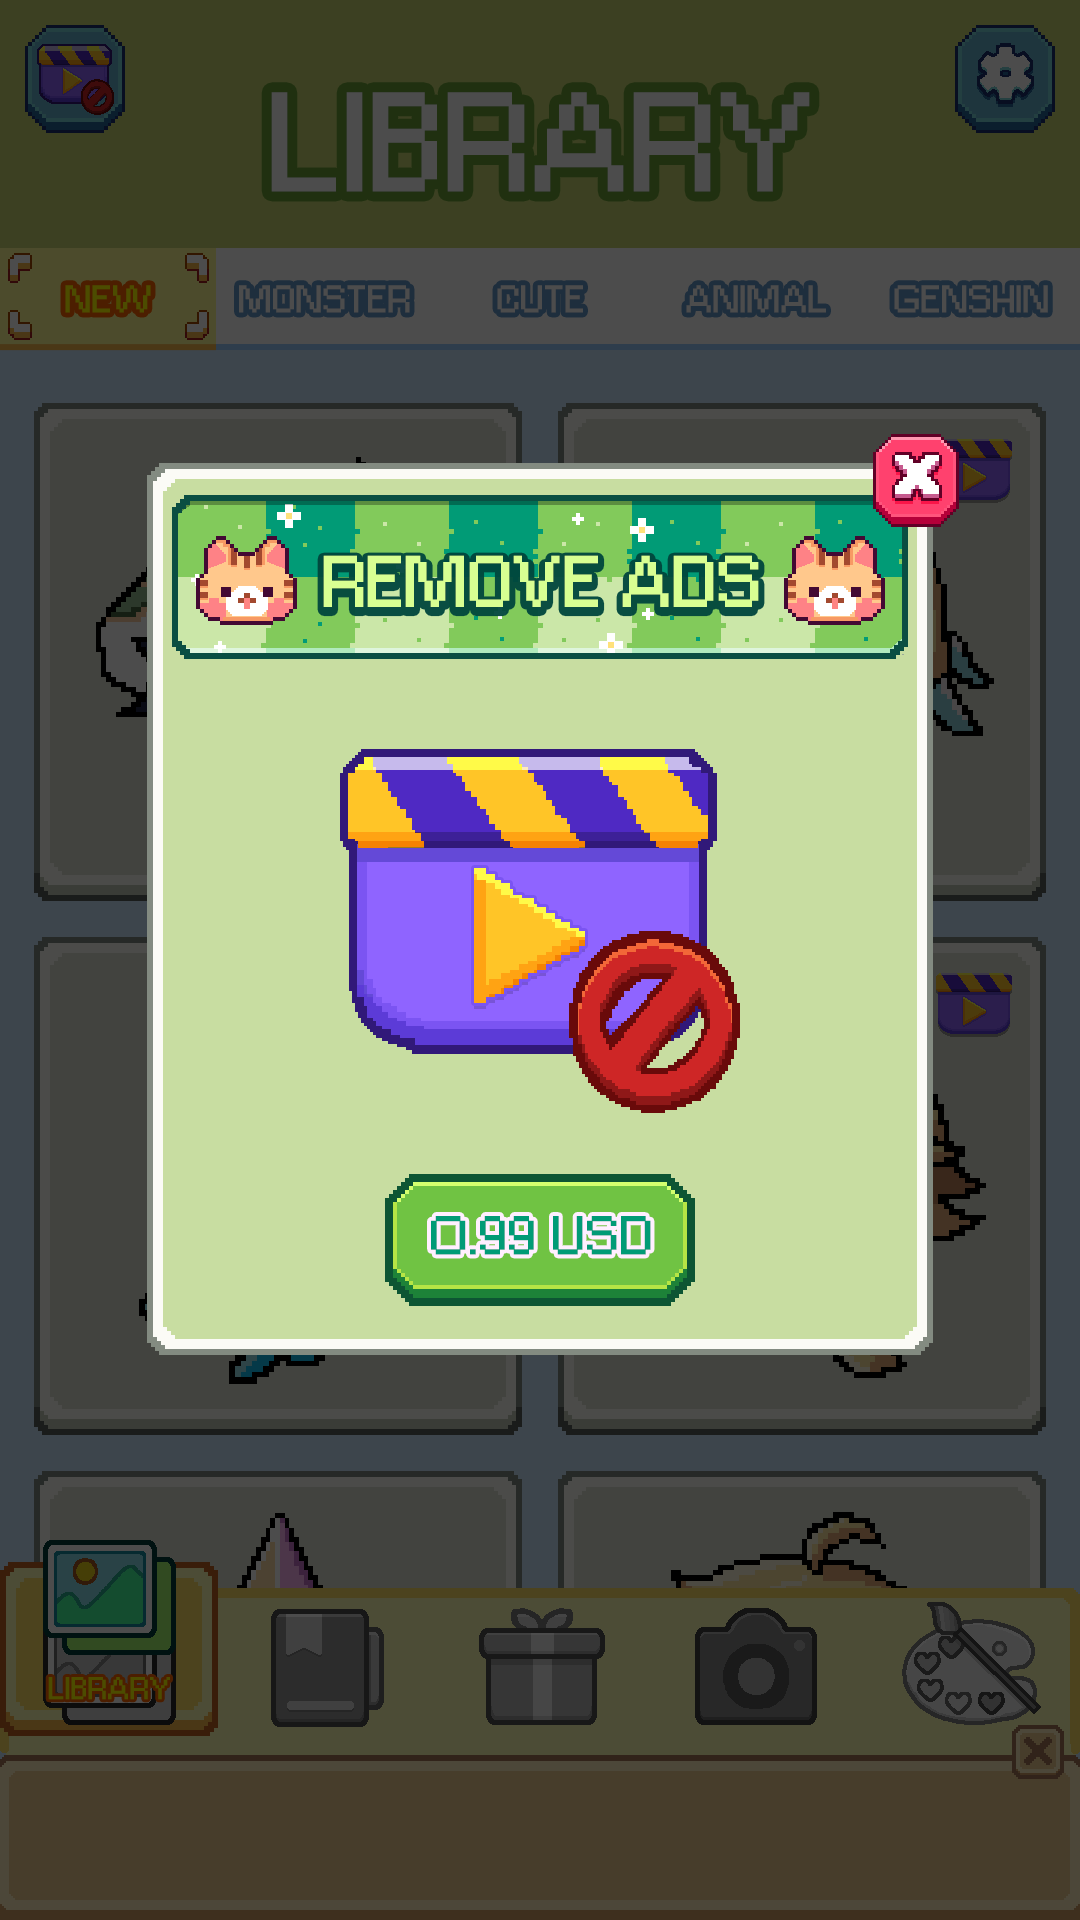 LIBRARY
NEW MONSTER CUTE ANIMAL GENSHIN
REMOVE ADS
0.99 USD
LIBRARY